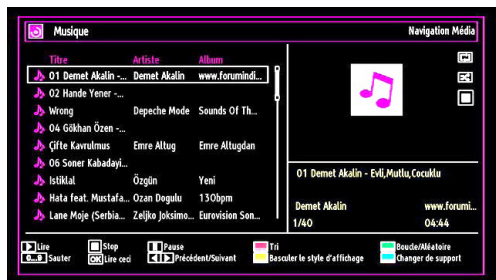 Musique Navigation Média
Titre Artiste Album
01 Demet Akalin -... Demet Akalin www.forumindi...
02 Hande Yener -...
Wrong Depeche Mode Sounds Of Th...
04 Gökhan Özen -...
Çifte Kavrulmus Emre Altug Emre Altugdan
06 Soner Kabadayi...
Istiklal Özgün Yeni
Hata feat. Mustafa... Ozan Dogulu 130bpm
Lane Moje (Serbia... Zeljko Joksimo... Eurovision Son...
01 Demet Akalin - Evli,Mutlu,Cocuklu
Demet Akalin www.forumi...
1/40 04:44
Lire Stop Pause Tri Boucle/Aléatoire
0...9 Sauter OK Lire ceci Précédent/Suivant Basculer le style d'affichage Changer de support